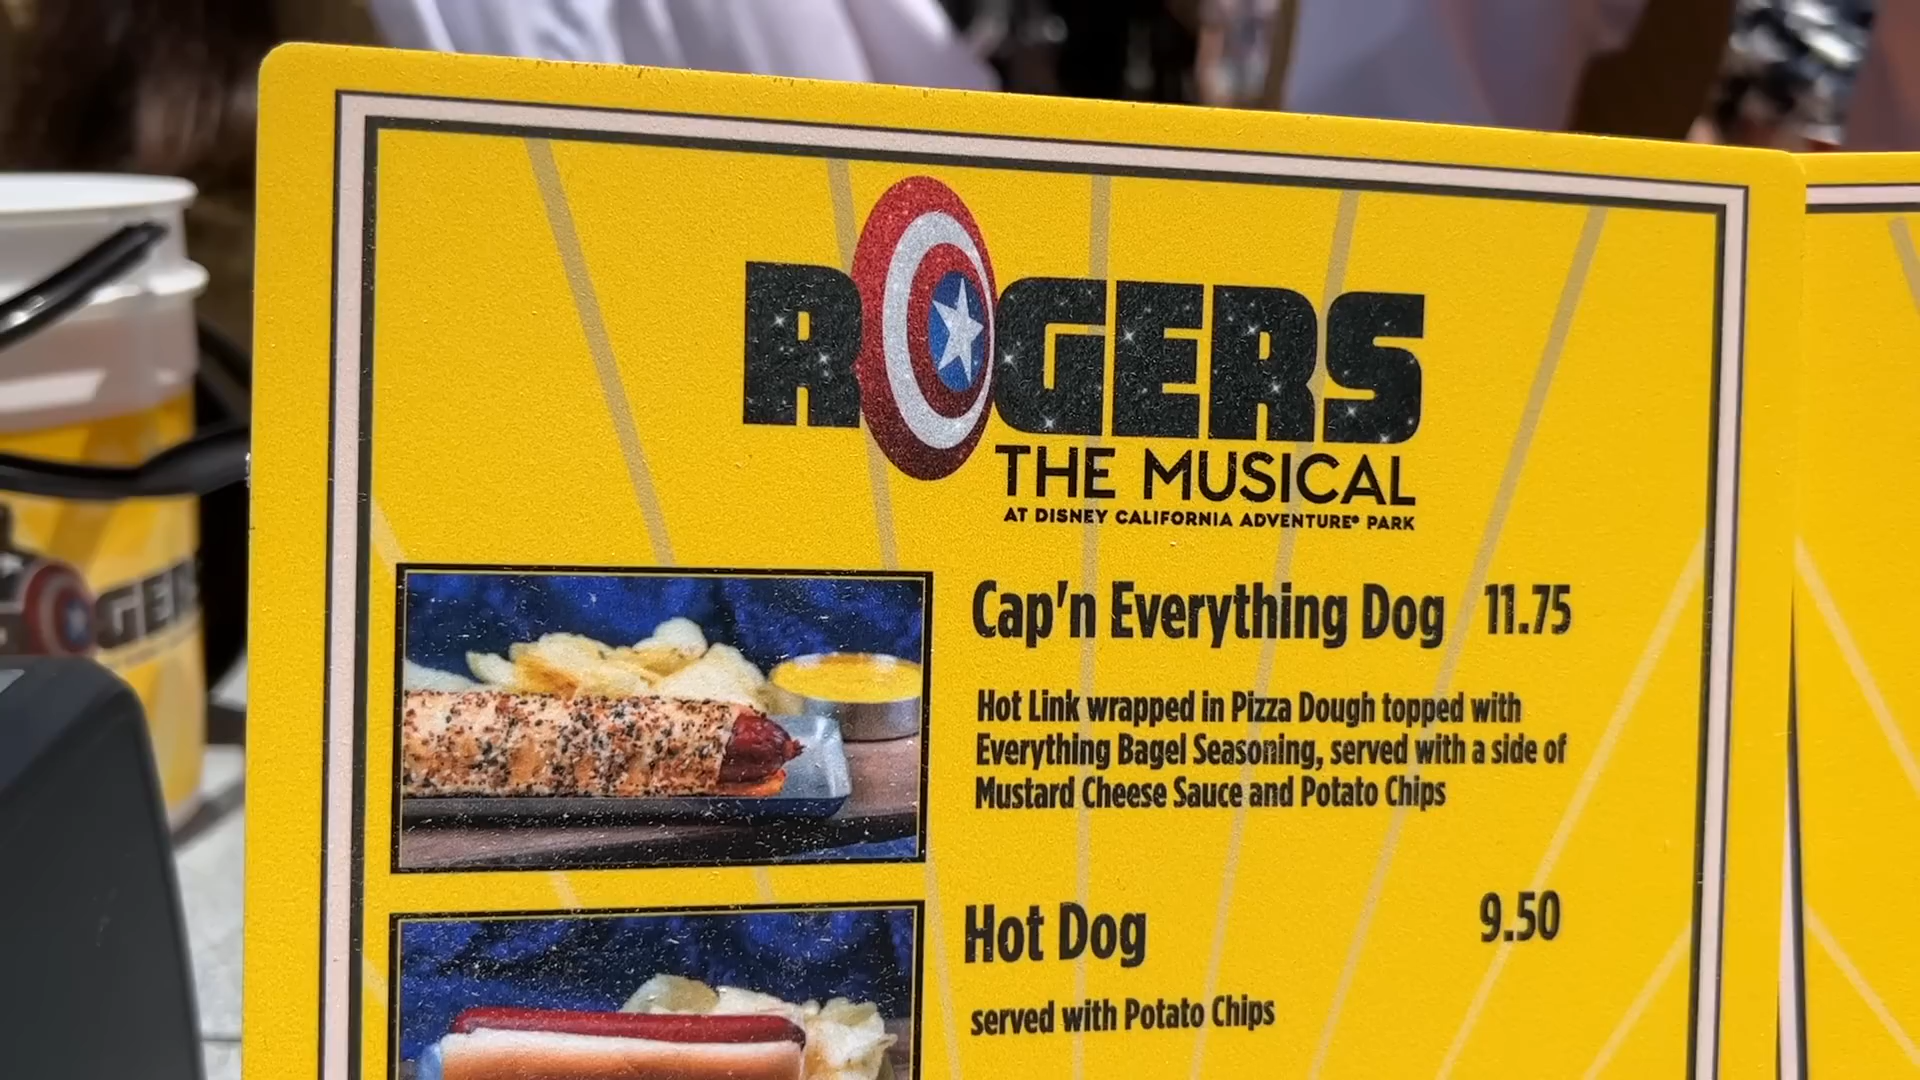 ROGERS
THE MUSICAL
AT DISNEY CALIFORNIA ADVENTURE® PARK
Cap'n Everything Dog 11.75
Hot Link wrapped in Pizza Dough topped with
Everything Bagel Seasoning, served with a side of
Mustard Cheese Sauce and Potato Chips
Hot Dog 9.50
served with Potato Chips